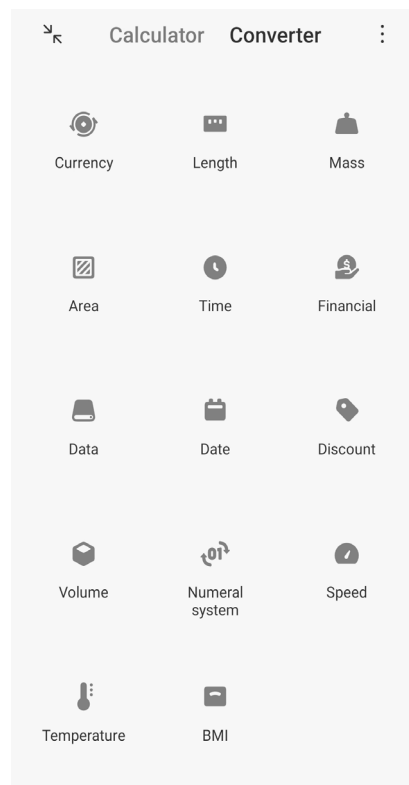 Calculator Converter
Currency Length Mass
Area Time Financial
Data Date Discount
Volume Numeral system Speed
Temperature BMI